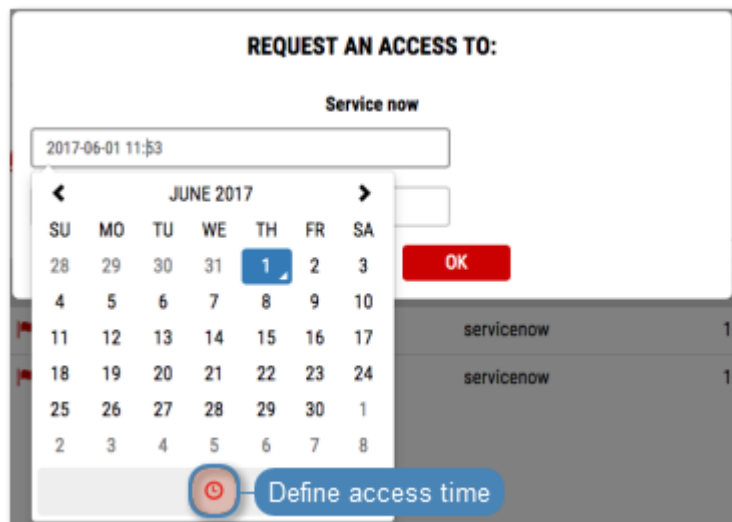 REQUEST AN ACCESS TO:
Service now
2017-06-01 11:53
JUNE 2017
SU MO TU WE TH FR SA
28 29 30 31 1 2 3
OK
4 5 6 7 8 9 10
11 12 13 14 15 16 17 servicenow 1
18 19 20 21 22 23 24 servicenow 1
25 26 27 28 29 30 1
2 3 4 5 6 7 8
Define access time